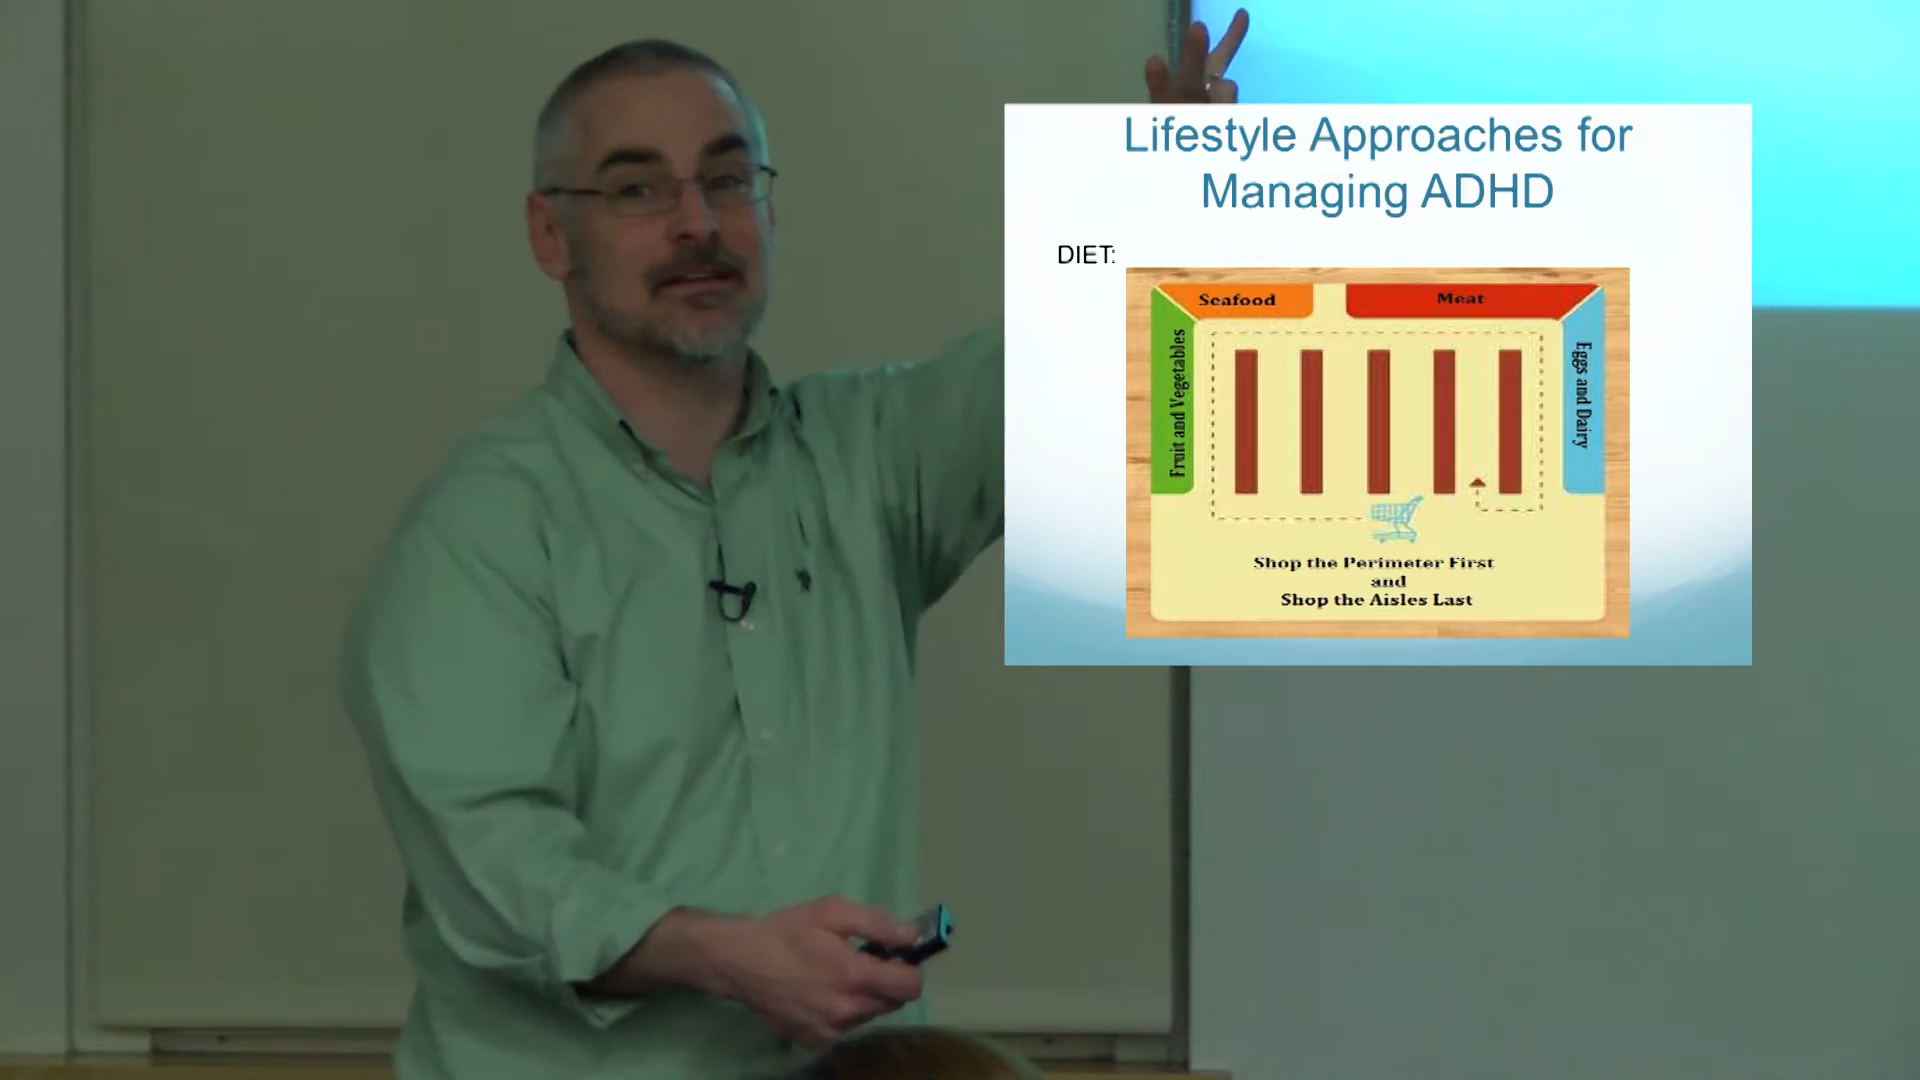 Lifestyle Approaches for
Managing ADHD
DIET:
Seafood
Meat
Fruit and Vegetables
Eggs and Dairy
Shop the Perimeter First
and
Shop the Aisles Last